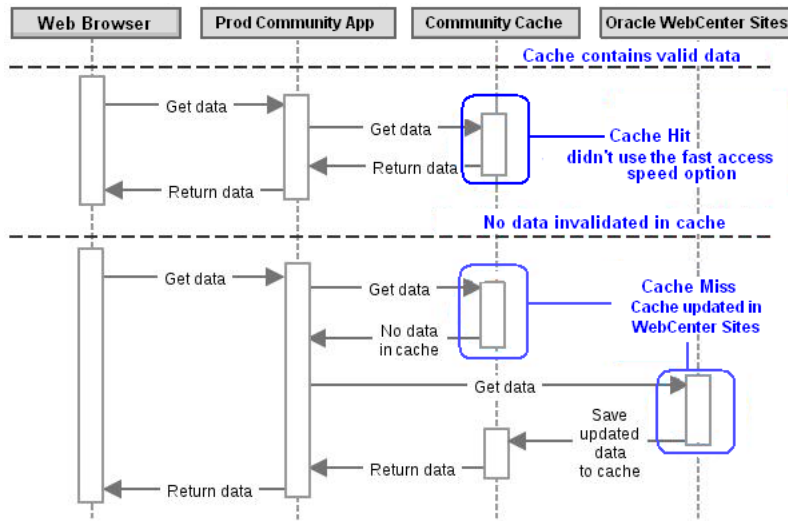 Web Browser
Prod Community App
Community Cache
Oracle WebCenter Sites
Cache contains valid data
Get data
Get data
Cache Hit
didn't use the fast access
speed option
Return data
Return data
No data invalidated in cache
Get data
Get data
Cache Miss
Cache updated in
WebCenter Sites
No data
in cache
Get data
Save
updated
data
to cache
Return data
Return data